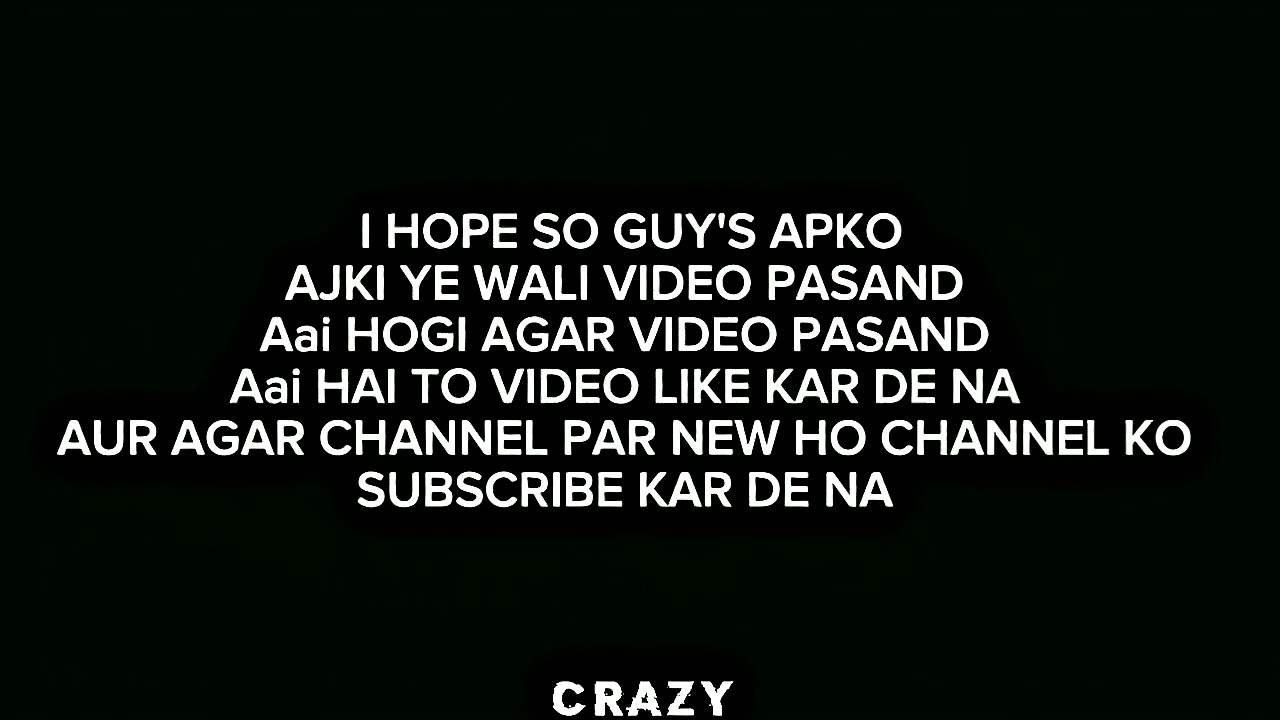 I HOPE SO GUY'S APKO
AJKI YE WALI VIDEO PASAND
Aai HOGI AGAR VIDEO PASAND
Aai HAI TO VIDEO LIKE KAR DE NA
AUR AGAR CHANNEL PAR NEW HO CHANNEL KO
SUBSCRIBE KAR DE NA
CRAZY